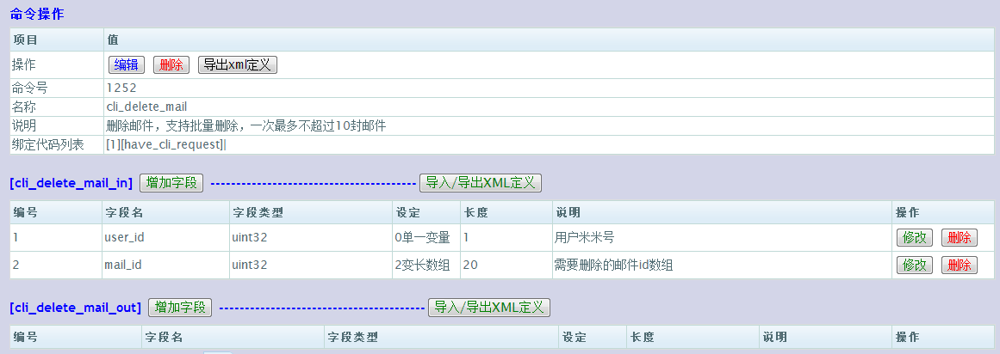 命令操作
项目 值
操作 编辑 删除 导出xml定义
命令号 1252
名称 cli_delete_mail
说明 删除邮件，支持批量删除，一次最多不超过10封邮件
绑定代码列表 [1][have_cli_request]|
[cli_delete_mail_in] 增加字段 ---------------------------------------- 导入/导出XML定义
编号 字段名 字段类型 设定 长度 说明 操作
1 user_id uint32 0单一变量 1 用户米米号 修改 删除
2 mail_id uint32 2变长数组 20 需要删除的邮件id数组 修改 删除
[cli_delete_mail_out] 增加字段 ---------------------------------------- 导入/导出XML定义
编号 字段名 字段类型 设定 长度 说明 操作